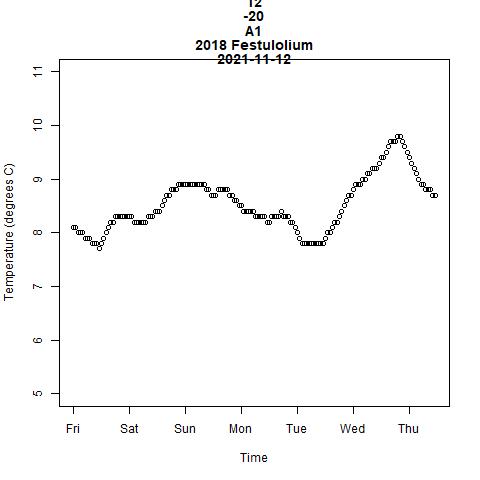 12
-20
A1
2018 Festulolium
2021-11-12
11
10
9
8
7
6
5
Temperature (degrees C)
Fri Sat Sun Mon Tue Wed Thu
Time